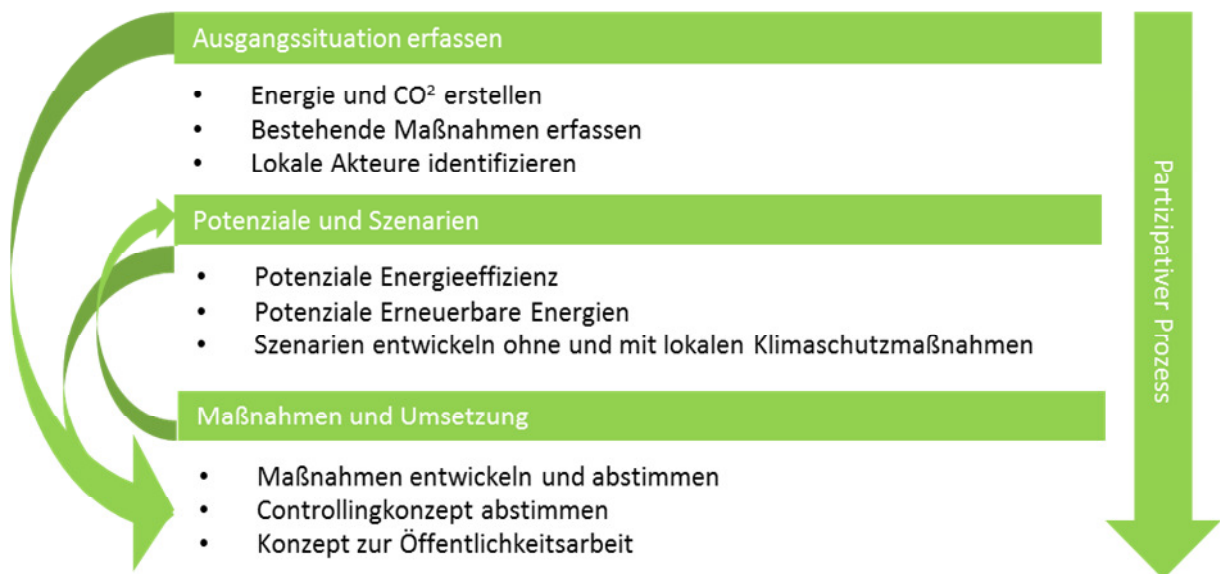 Ausgangssituation erfassen
• Energie und CO² erstellen
• Bestehende Maßnahmen erfassen
• Lokale Akteure identifizieren
Potenziale und Szenarien
• Potenziale Energieeffizienz
• Potenziale Erneuerbare Energien
• Szenarien entwickeln ohne und mit lokalen Klimaschutzmaßnahmen
Maßnahmen und Umsetzung
• Maßnahmen entwickeln und abstimmen
• Controllingkonzept abstimmen
• Konzept zur Öffentlichkeitsarbeit
Partizipativer Prozess